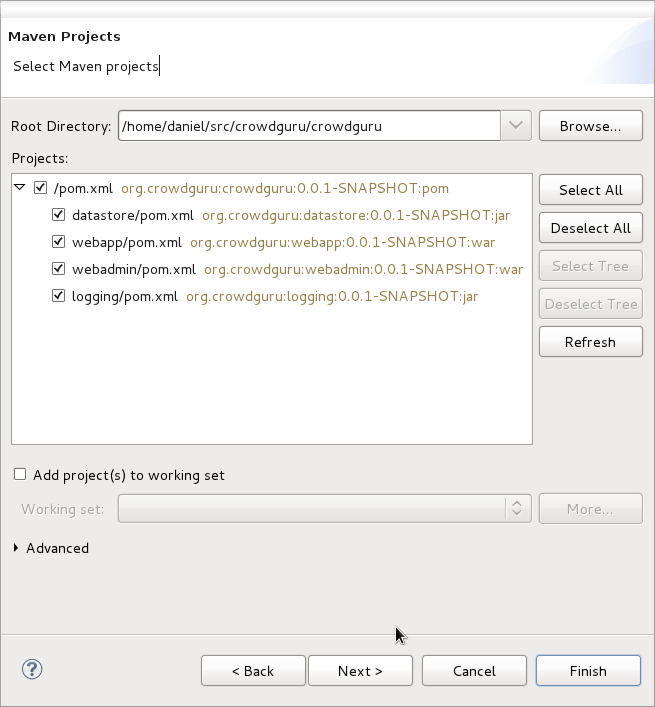 Maven Projects
Select Maven projects
Root Directory: /home/daniel/src/crowdguru/crowdguru Browse...
Projects:
/pom.xml org.crowdguru:crowdguru:0.0.1-SNAPSHOT:pom Select All
datastore/pom.xml org.crowdguru:datastore:0.0.1-SNAPSHOT:jar Deselect All
webapp/pom.xml org.crowdguru:webapp:0.0.1-SNAPSHOT:war
webadmin/pom.xml org.crowdguru:webadmin:0.0.1-SNAPSHOT:war Select Tree
logging/pom.xml org.crowdguru:logging:0.0.1-SNAPSHOT:jar Deselect Tree
Refresh
Add project(s) to working set
Working set: More...
Advanced
? < Back Next > Cancel Finish